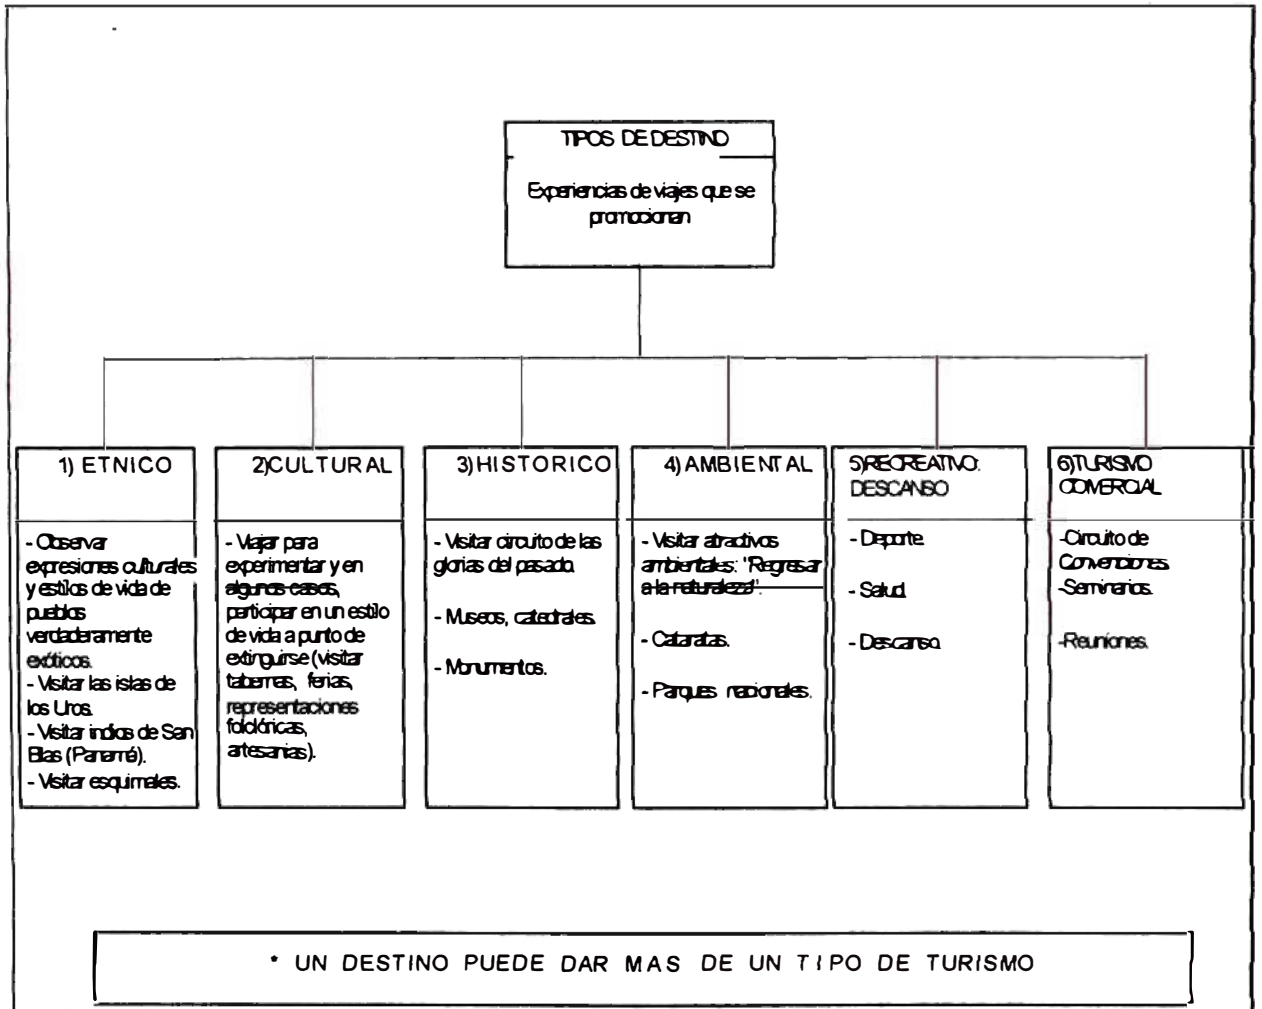 TIPOS DE DESTINO
Experiencias de viajes que se
promocionan
1) ETNICO
- Observar
expresiones culturales
y estilos de vida de
pueblos
verdaderamente
exóticos.
- Visitar las islas de
los Uros.
- Visitar indios de San
Blas (Panamá).
- Visitar esquimales.
2)CULTURAL
- Viajar para
experimentar y en
algunos casos,
participar en un estilo
de vida a punto de
extinguirse (visitar
tabernas, ferias,
representaciones
folclóricas,
artesanias).
3)HISTORICO
- Visitar circuito de las
glorias del pasado.
- Museos, catedrales.
- Monumentos.
4)AMBIENTAL
- Visitar atractivos
ambientales: "Regresar
a la naturaleza".
- Cataratas.
- Parques nacionales.
5)RECREATIVO:
DESCANSO
- Deporte.
- Salud.
- Descanso.
6)TURISMO
COMERCIAL
-Circuito de
Convenciones.
-Seminarios.
-Reuniones.
* UN DESTINO PUEDE DAR MAS DE UN TIPO DE TURISMO